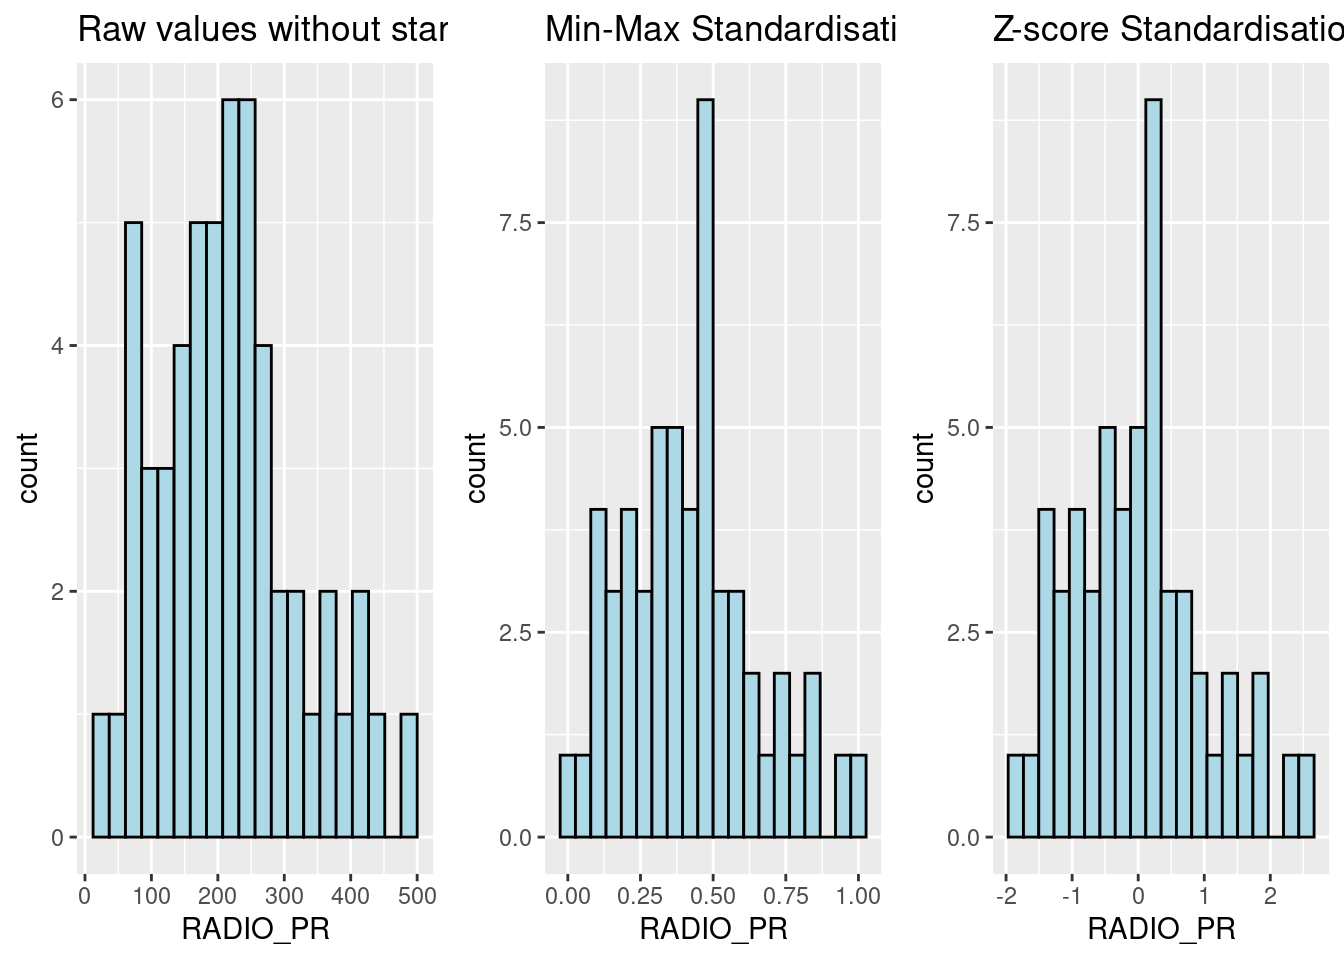 Raw values without star
6
4
2
0
count
0 100 200 300 400 500
RADIO_PR
Min-Max Standardisati
7.5
5.0
2.5
0.0
count
0.00 0.25 0.50 0.75 1.00
RADIO_PR
Z-score Standardisatio
7.5
5.0
2.5
0.0
count
-2 -1 0 1 2
RADIO_PR